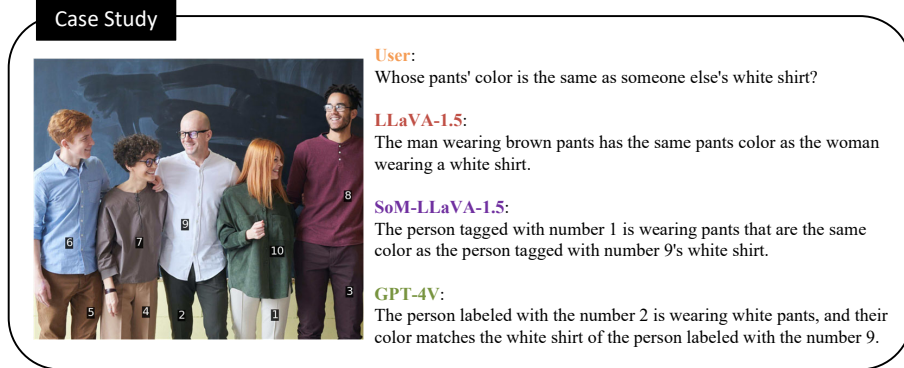 Case Study
User:
Whose pants' color is the same as someone else's white shirt?
LLaVA-1.5:
The man wearing brown pants has the same pants color as the woman
wearing a white shirt.
SoM-LLaVA-1.5:
The person tagged with number 1 is wearing pants that are the same
color as the person tagged with number 9's white shirt.
GPT-4V:
The person labeled with the number 2 is wearing white pants, and their
color matches the white shirt of the person labeled with the number 9.
8
9
6
7
10
3
5
4
2
1